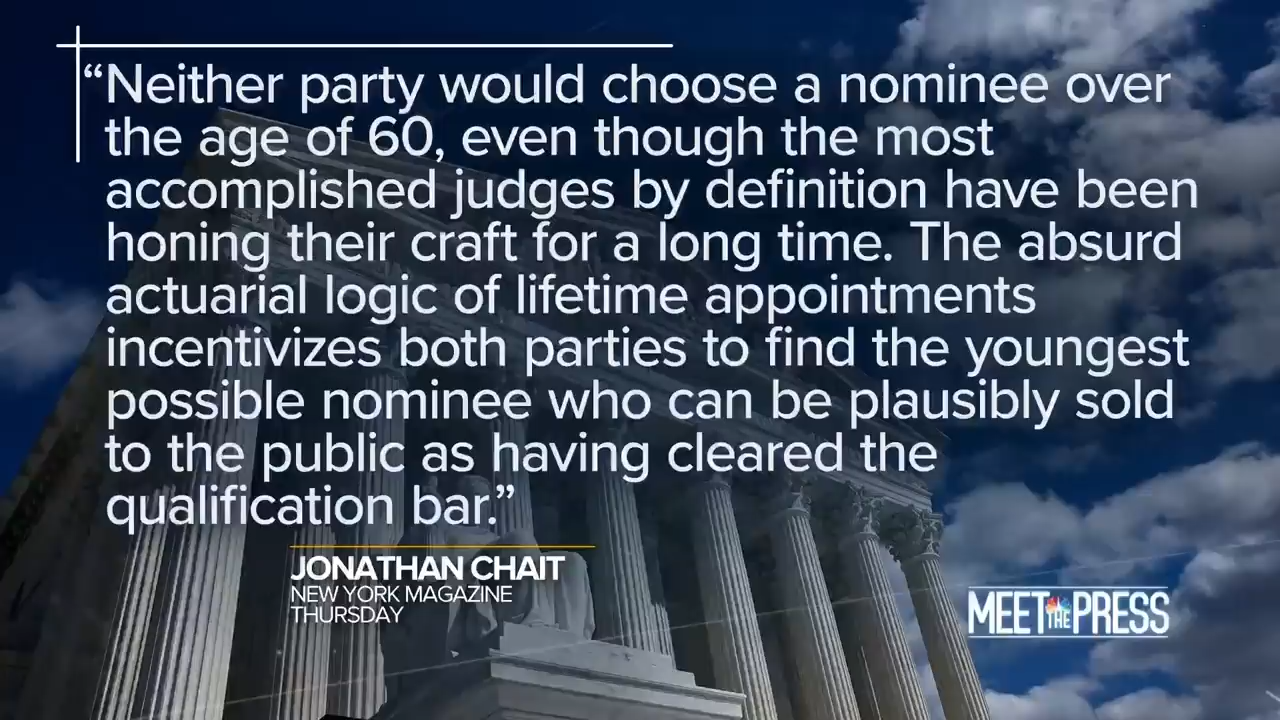 “Neither party would choose a nominee over
the age of 60, even though the most
accomplished judges by definition have been
honing their craft for a long time. The absurd
actuarial logic of lifetime appointments
incentivizes both parties to find the youngest
possible nominee who can be plausibly sold
to the public as having cleared the
qualification bar.”
JONATHAN CHAIT
NEW YORK MAGAZINE
THURSDAY
MEET THE PRESS